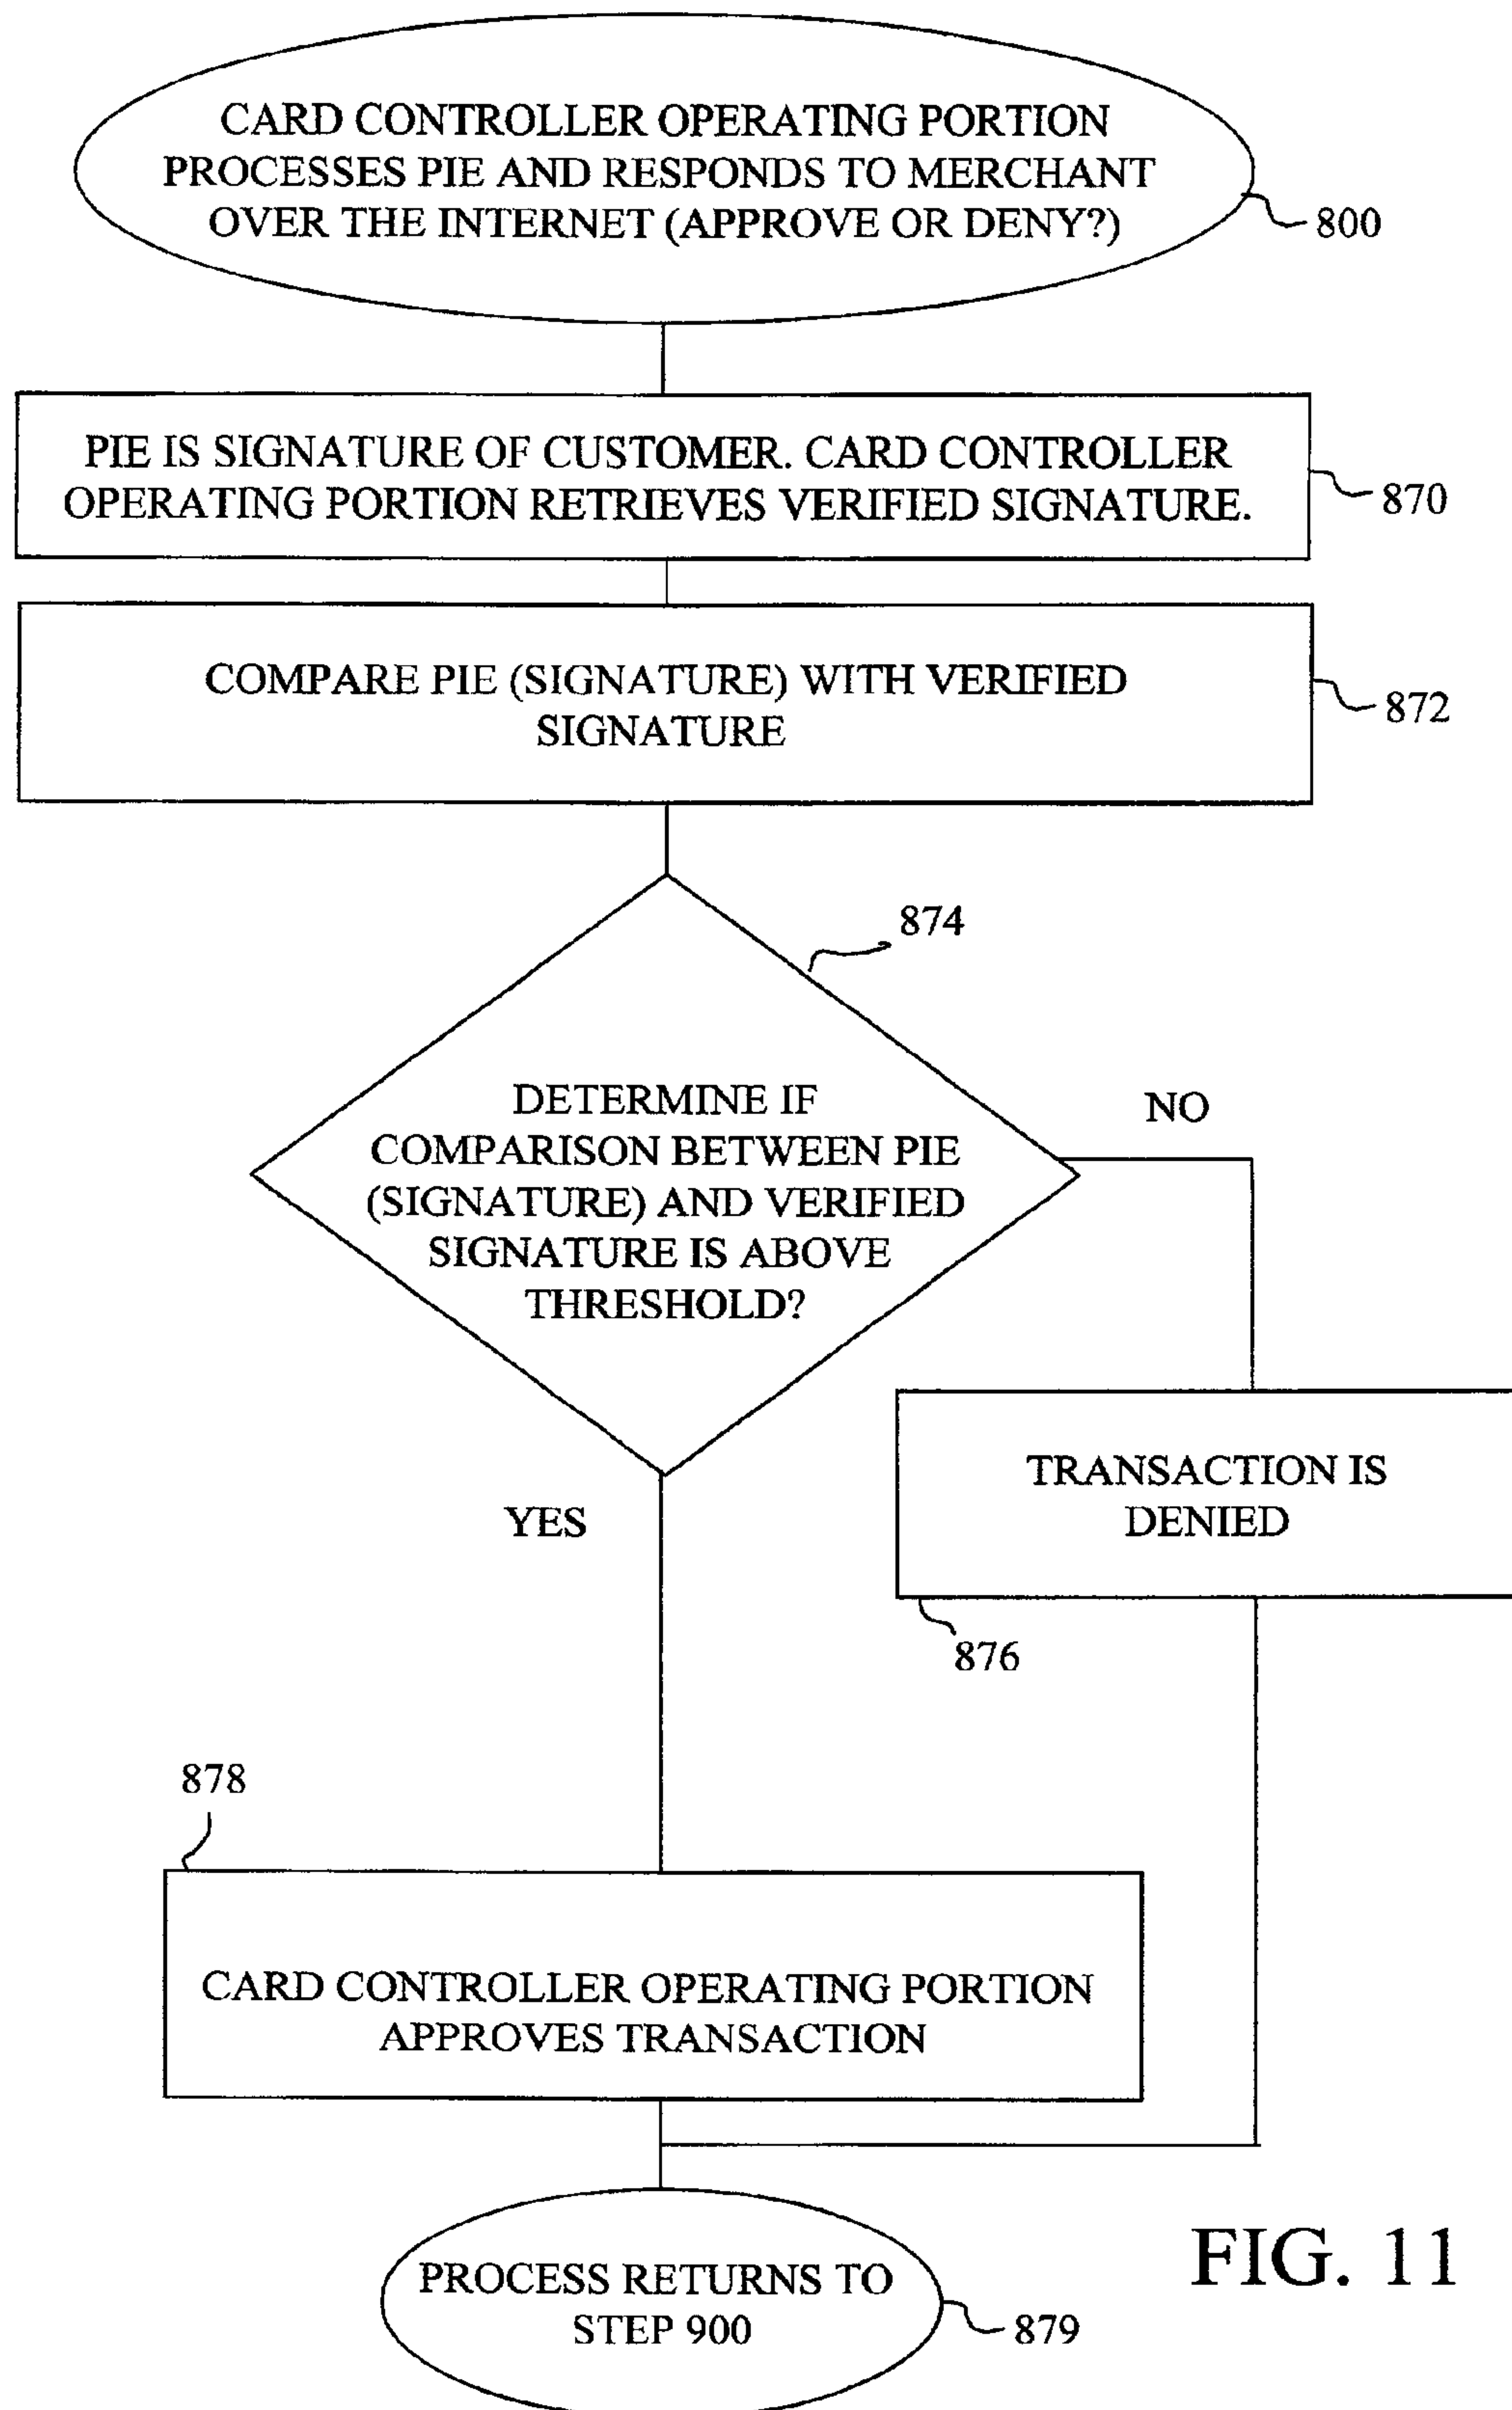 CARD CONTROLLER OPERATING PORTION
PROCESSES PIE AND RESPONDS TO MERCHANT
OVER THE INTERNET (APPROVE OR DENY?)
800
PIE IS SIGNATURE OF CUSTOMER. CARD CONTROLLER
OPERATING PORTION RETRIEVES VERIFIED SIGNATURE.
870
COMPARE PIE (SIGNATURE) WITH VERIFIED
SIGNATURE
872
874
DETERMINE IF
COMPARISON BETWEEN PIE
(SIGNATURE) AND VERIFIED
SIGNATURE IS ABOVE
THRESHOLD?
NO
YES
TRANSACTION IS
DENIED
876
878
CARD CONTROLLER OPERATING PORTION
APPROVES TRANSACTION
PROCESS RETURNS TO
STEP 900
879
FIG. 11